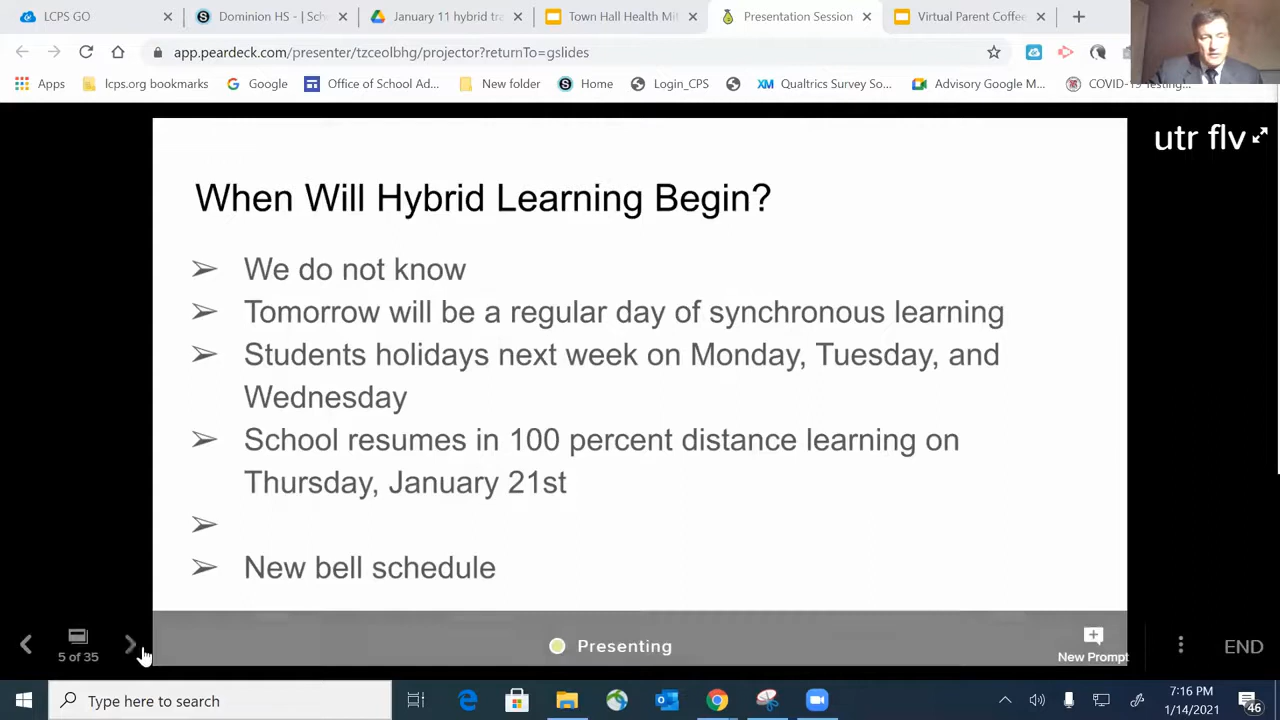 LCPS GO
Dominion HS - | Sch
January 11 hybrid tra
Town Hall Health Mit
Presentation Session
Virtual Parent Coffee
app.peardeck.com/presenter/tzceolbhg/projector?returnTo=gslides
Apps
lcps.org bookmarks
Google
Office of School Ad...
New folder
Home
Login_CPS
Qualtrics Survey So...
Advisory Google M...
COVID-19 Testing...
utr flv
When Will Hybrid Learning Begin?
➢ We do not know
➢ Tomorrow will be a regular day of synchronous learning
➢ Students holidays next week on Monday, Tuesday, and
Wednesday
➢ School resumes in 100 percent distance learning on
Thursday, January 21st
➢
➢ New bell schedule
5 of 35
Presenting
New Prompt
END
Type here to search
7:16 PM
1/14/2021
46